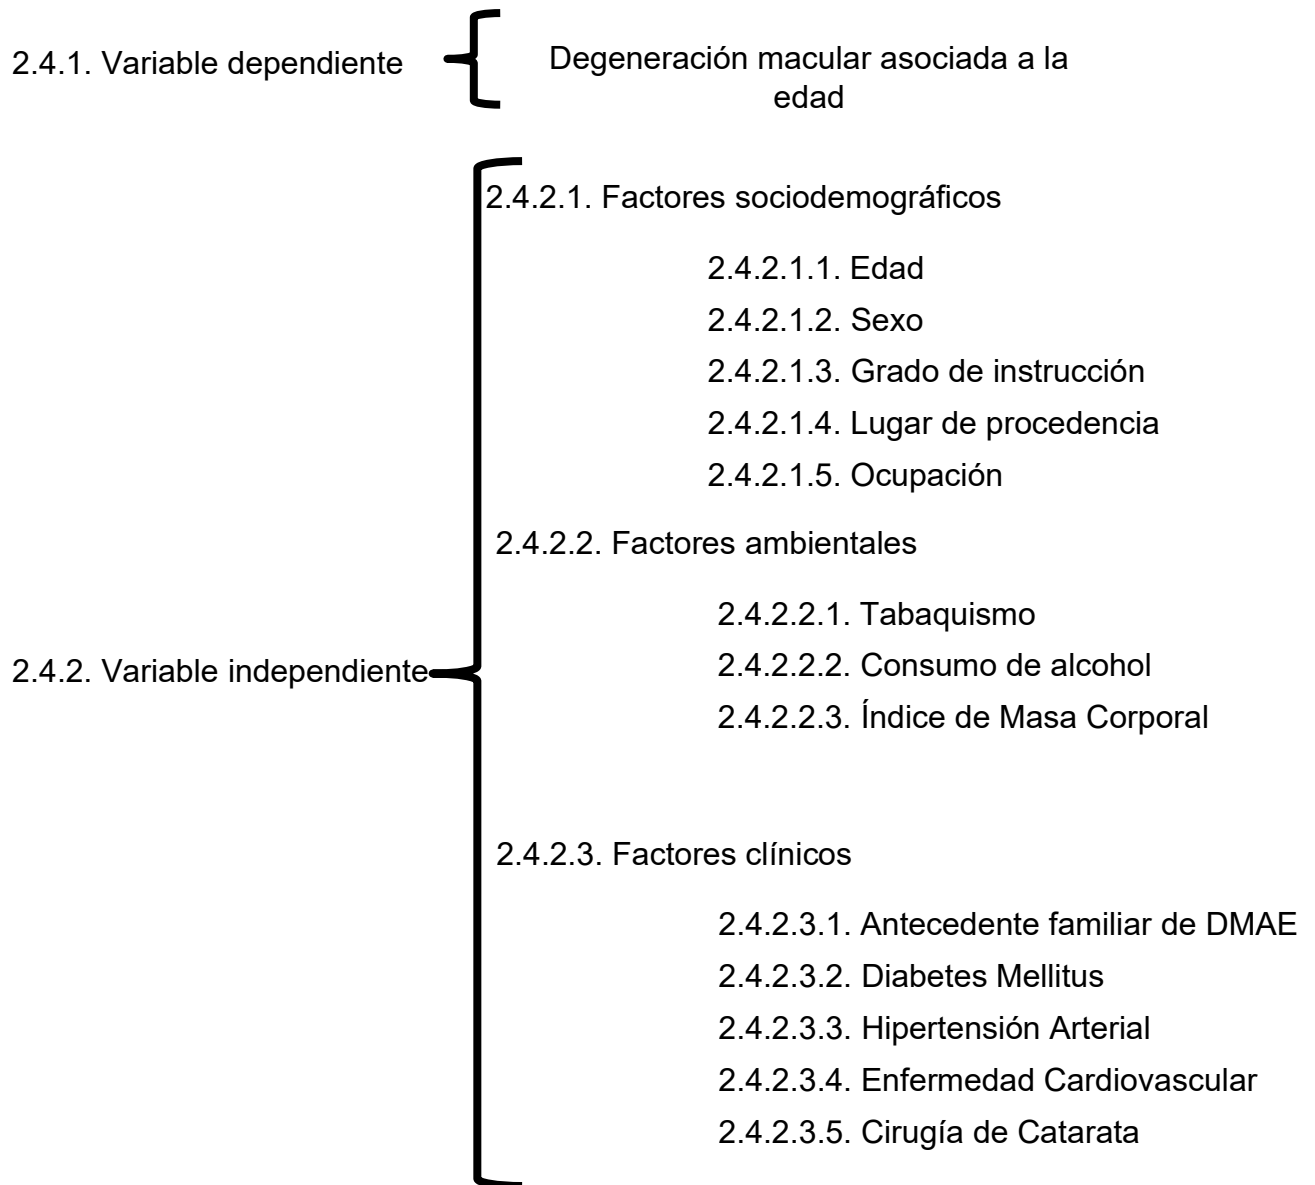 2.4.1. Variable dependiente
Degeneración macular asociada a la
edad
2.4.2. Variable independiente
2.4.2.1. Factores sociodemográficos
2.4.2.1.1. Edad
2.4.2.1.2. Sexo
2.4.2.1.3. Grado de instrucción
2.4.2.1.4. Lugar de procedencia
2.4.2.1.5. Ocupación
2.4.2.2. Factores ambientales
2.4.2.2.1. Tabaquismo
2.4.2.2.2. Consumo de alcohol
2.4.2.2.3. Índice de Masa Corporal
2.4.2.3. Factores clínicos
2.4.2.3.1. Antecedente familiar de DMAE
2.4.2.3.2. Diabetes Mellitus
2.4.2.3.3. Hipertensión Arterial
2.4.2.3.4. Enfermedad Cardiovascular
2.4.2.3.5. Cirugía de Catarata